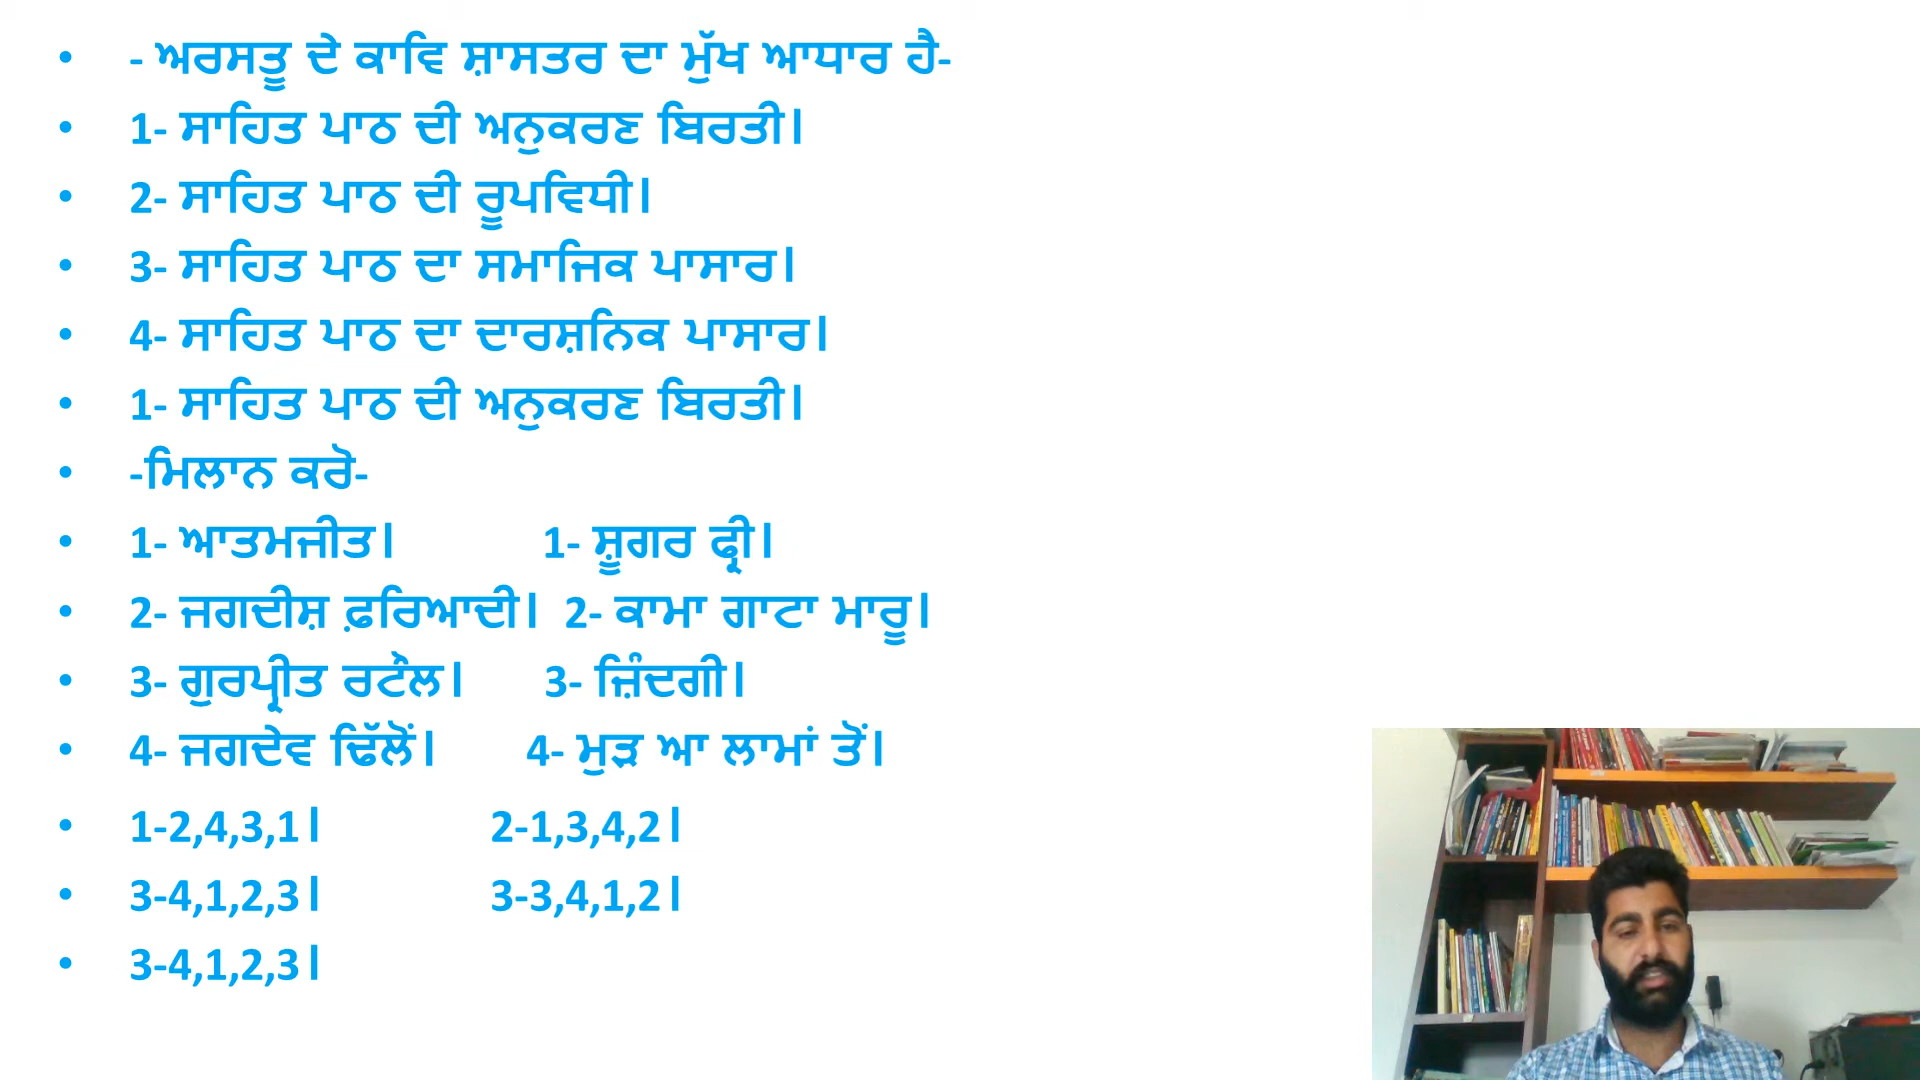 • - ਅਰਸਤੂ ਦੇ ਕਾਵਿ ਸ਼ਾਸਤਰ ਦਾ ਮੁੱਖ ਆਧਾਰ ਹੈ-
• 1- ਸਾਹਿਤ ਪਾਠ ਦੀ ਅਨੁਕਰਣ ਬਿਰਤੀ।
• 2- ਸਾਹਿਤ ਪਾਠ ਦੀ ਰੂਪਵਿਧੀ।
• 3- ਸਾਹਿਤ ਪਾਠ ਦਾ ਸਮਾਜਿਕ ਪਾਸਾਰ।
• 4- ਸਾਹਿਤ ਪਾਠ ਦਾ ਦਾਰਸ਼ਨਿਕ ਪਾਸਾਰ।
• 1- ਸਾਹਿਤ ਪਾਠ ਦੀ ਅਨੁਕਰਣ ਬਿਰਤੀ।
• -ਮਿਲਾਨ ਕਰੋ-
• 1- ਆਤਮਜੀਤ। 1- ਸ਼ੂਗਰ ਫ੍ਰੀ।
• 2- ਜਗਦੀਸ਼ ਫ਼ਰਿਆਦੀ। 2- ਕਾਮਾ ਗਾਟਾ ਮਾਰੂ।
• 3- ਗੁਰਪ੍ਰੀਤ ਰਟੌਲ। 3- ਜ਼ਿੰਦਗੀ।
• 4- ਜਗਦੇਵ ਢਿੱਲੋਂ। 4- ਮੁੜ ਆ ਲਾਮਾਂ ਤੋਂ।
• 1-2,4,3,1। 2-1,3,4,2।
• 3-4,1,2,3। 3-3,4,1,2।
• 3-4,1,2,3।